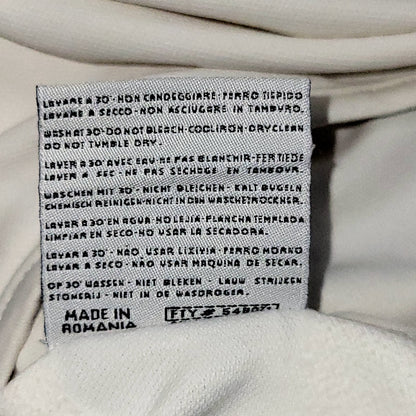 LAVARE A 30°-NON CANDEGGIARE-FERRO TIEPIDO
LAVARE A SECCO-NON ASCIUGARE IN TAMBURO.
WASH AT 30°-DO NOT BLEACH-COOL IRON-DRYCLEAN
DO NOT TUMBLE DRY.
LAVER A 30° AVEC EAU-NE PAS BLANCHIR-FER TIEDE
LAVER A SEC-NE PAS SECHAGE EN TAMBOUR.
WASCHEN MIT 30°-NICHT BLEICHEN-KALT BUGELN
CHEMISCH REINIGEN-NICHT IN DEN WASCHETROCKNER.
LAVAR A 30° EN AGUA-NO LEJIA-PLANCHA TEMPLADA
LIMPIAR EN SECO-NO USAR LA SECADORA.
LAVAR A 30°-NÃO USAR LIXIVIA-FERRO MORNO
LAVAR A SECO-NÃO USAR MAQUINA DE SECAR.
OP 30° WASSEN-NIET BLEKEN-LAUW STRIJKEN
STOMERIJ-NIET IN DE WASDROGER.
MADE IN
ROMANIA